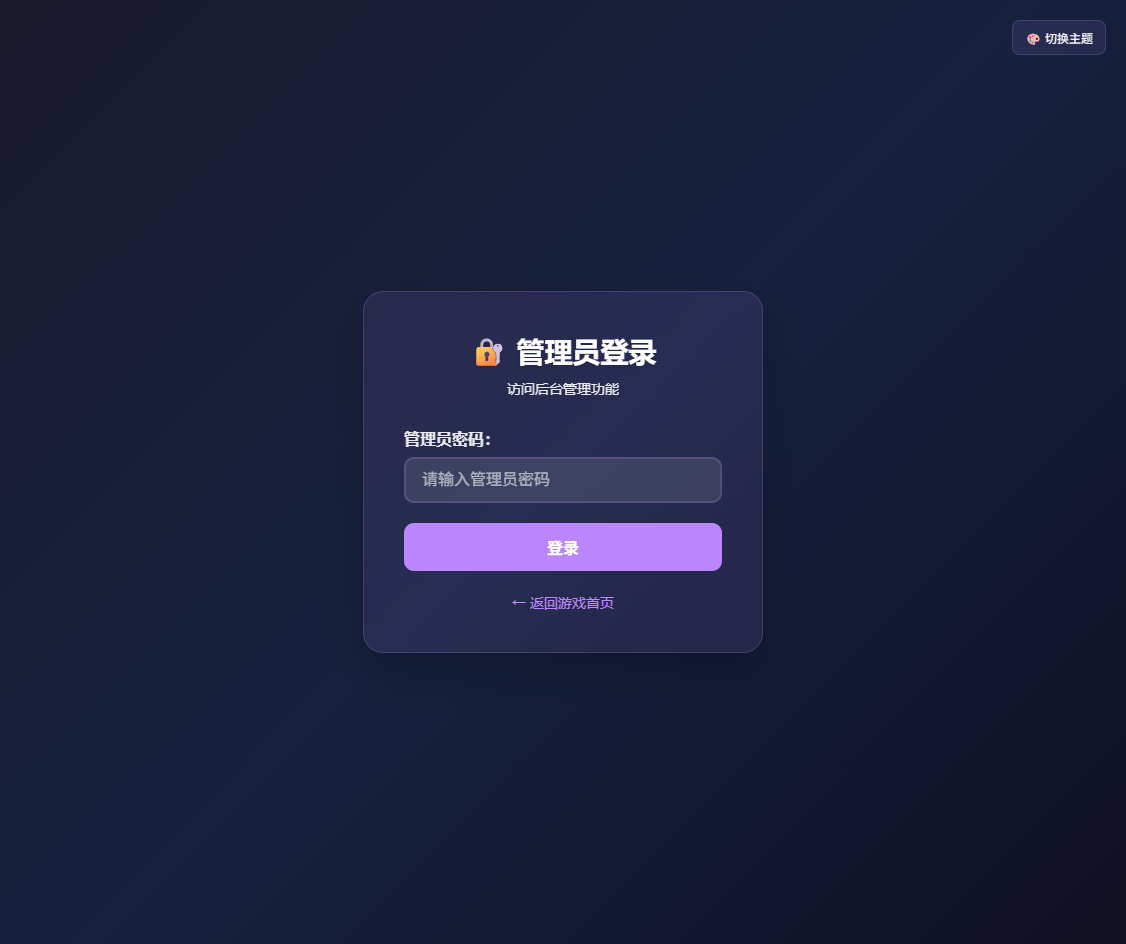 切换主题
管理员登录
访问后台管理功能
管理员密码：
请输入管理员密码
登录
← 返回游戏首页